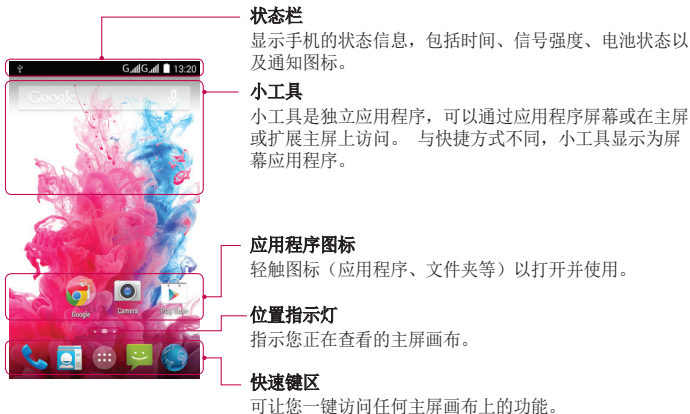 状态栏
显示手机的状态信息，包括时间、信号强度、电池状态以
及通知图标。
G G 13:20
Google
小工具
小工具是独立应用程序，可以通过应用程序屏幕或在主屏
或扩展主屏上访问。 与快捷方式不同，小工具显示为屏
幕应用程序。
应用程序图标
轻触图标（应用程序、文件夹等）以打开并使用。
Google Camera Play Store
位置指示灯
指示您正在查看的主屏画布。
快速键区
可让您一键访问任何主屏画布上的功能。